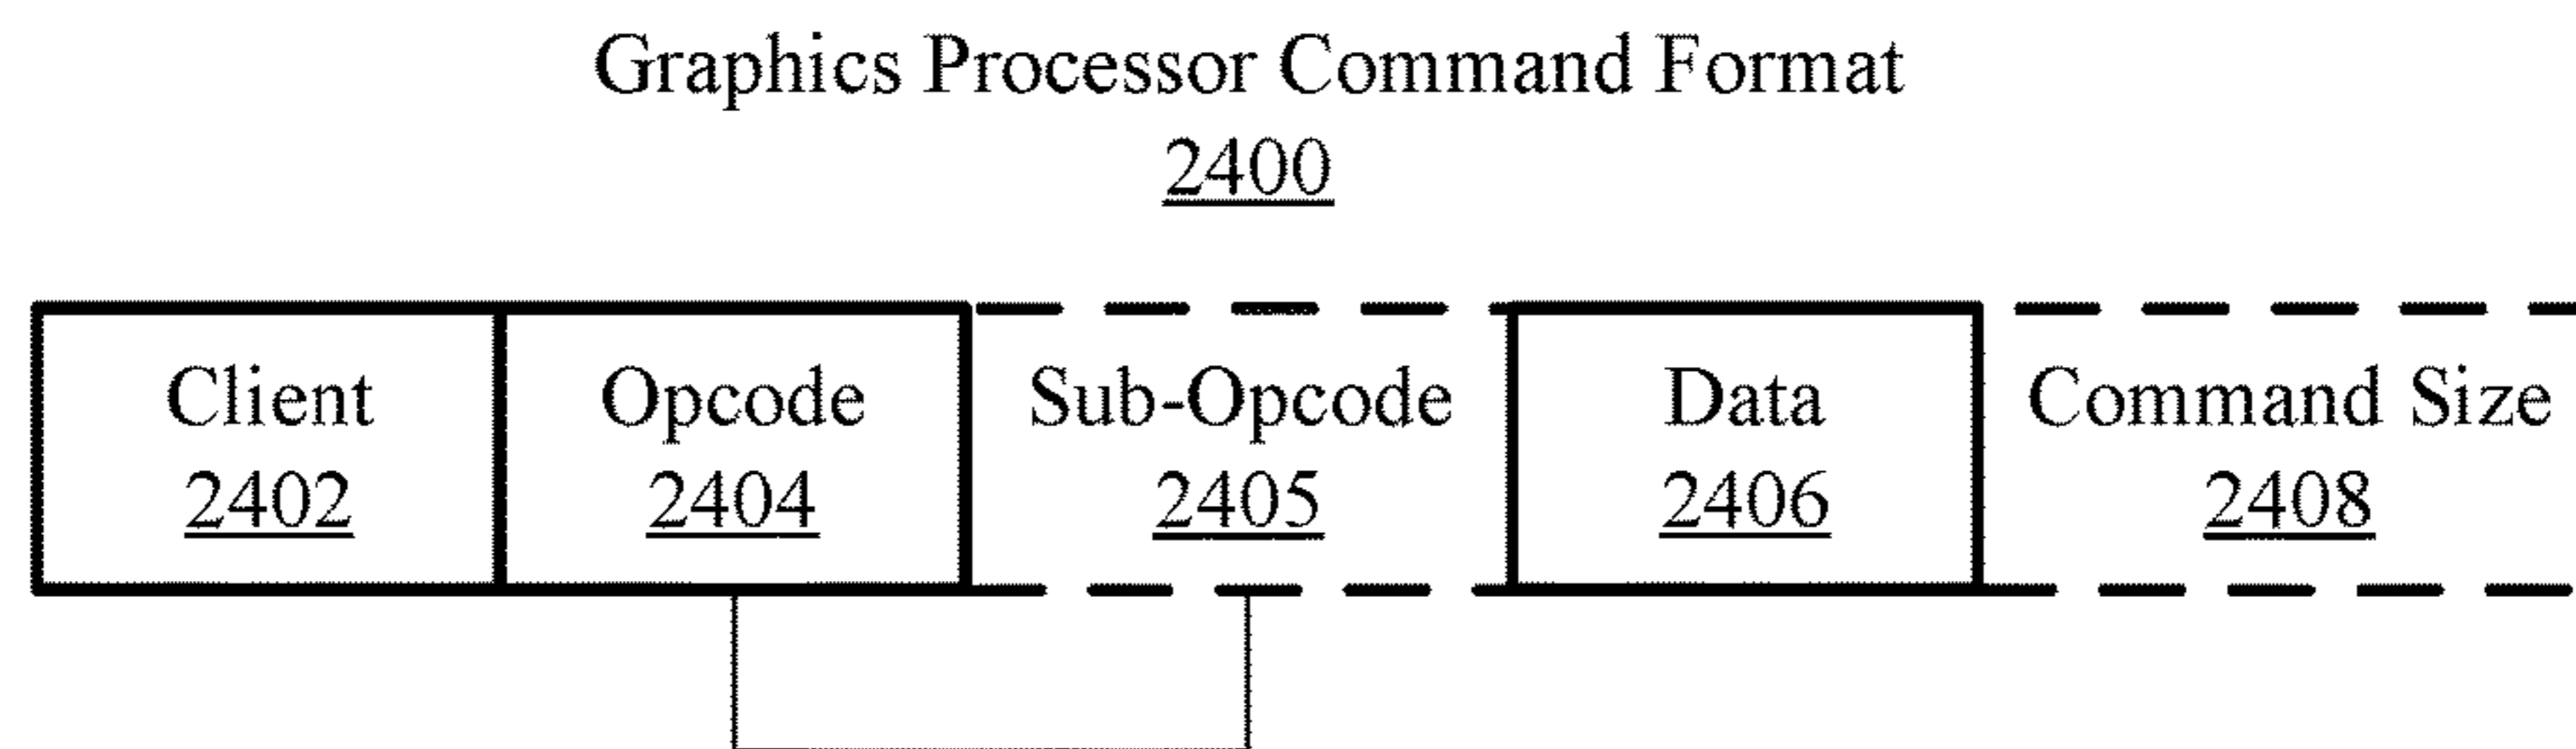 Graphics Processor Command Format
2400
Client
2402
Opcode
2404
Sub-Opcode
2405
Data
2406
Command Size
2408